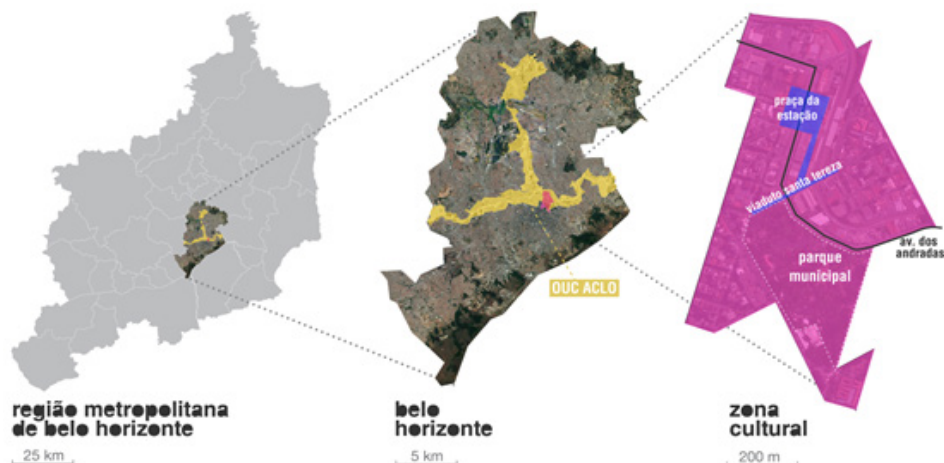 praça da
estação
viaduto santa tereza
av. dos
andradas
parque
municipal
OUC ACLO
região metropolitana
de belo horizonte
25 km
belo
horizonte
5 km
zona
cultural
200 m